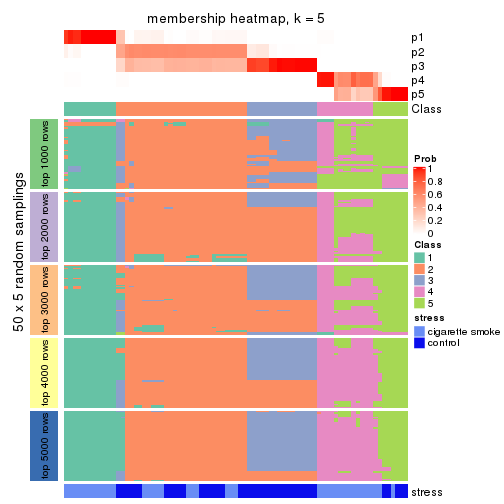 membership heatmap, k = 5
p1
p2
p3
p4
p5
Class
50 x 5 random samplings
top 1000 rows
top 2000 rows
top 3000 rows
top 4000 rows
top 5000 rows
stress
Prob
1
0.8
0.6
0.4
0.2
0
Class
1
2
3
4
5
stress
cigarette smoke
control